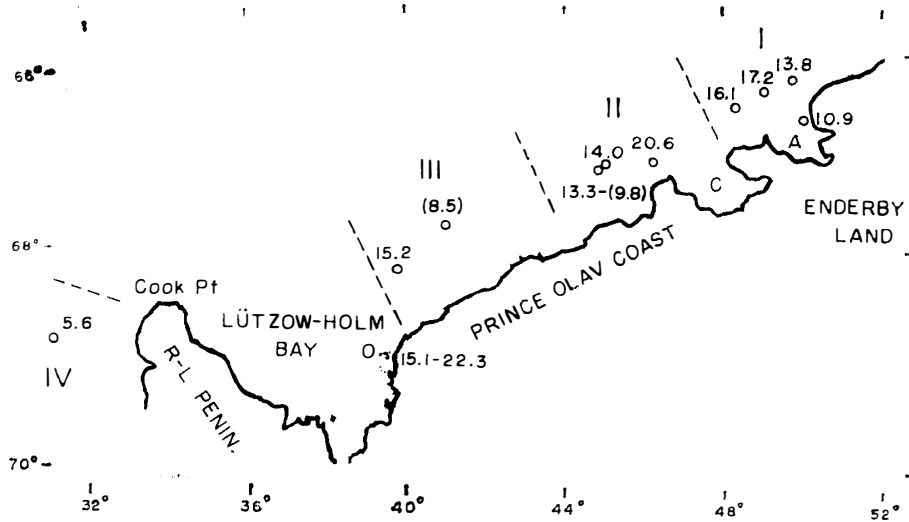 I
66°
13.8
17.2
16.1
10.9
II
A
14.0
20.6
III
C
13.3-(9.8)
(8.5)
ENDERBY
LAND
68°
15.2
PRINCE OLAV COAST
Cook Pt
LÜTZOW-HOLM
BAY
5.6
15.1-22.3
IV
R-L PENIN.
70°
32°
36°
40°
44°
48°
52°